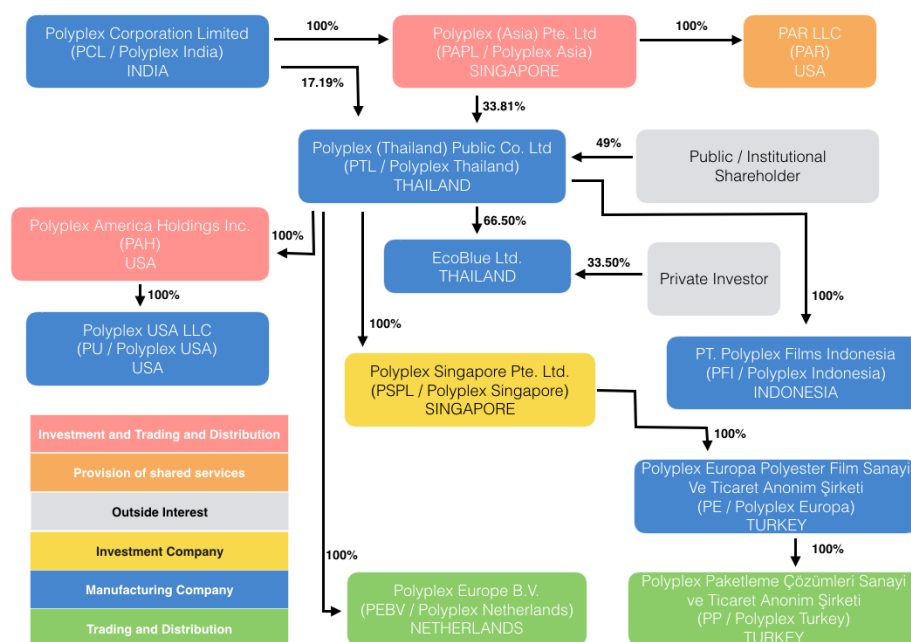 Polyplex Corporation Limited
(PCL / Polyplex India)
INDIA
100%
Polyplex (Asia) Pte. Ltd
(PAPL / Polyplex Asia)
SINGAPORE
100%
PAR LLC
(PAR)
USA
17.19%
33.81%
Polyplex (Thailand) Public Co. Ltd
(PTL / Polyplex Thailand)
THAILAND
49%
Public / Institutional
Shareholder
Polyplex America Holdings Inc.
(PAH)
USA
100%
66.50%
EcoBlue Ltd.
THAILAND
33.50%
Private Investor
100%
Polyplex USA LLC
(PU / Polyplex USA)
USA
100%
100%
Polyplex Singapore Pte. Ltd.
(PSPL / Polyplex Singapore)
SINGAPORE
PT. Polyplex Films Indonesia
(PFI / Polyplex Indonesia)
INDONESIA
100%
Polyplex Europa Polyester Film Sanayi
Ve Ticaret Anonim Şirketi
(PE / Polyplex Europa)
TURKEY
100%
Polyplex Paketleme Çözümleri Sanayi
ve Ticaret Anonim Şirketi
(PP / Polyplex Turkey)
TURKEY
100%
Polyplex Europe B.V.
(PEBV / Polyplex Netherlands)
NETHERLANDS
Investment and Trading and Distribution
Provision of shared services
Outside Interest
Investment Company
Manufacturing Company
Trading and Distribution